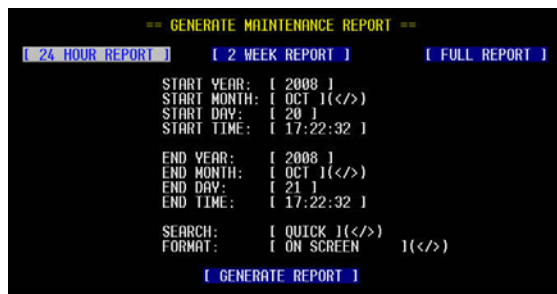 == GENERATE MAINTENANCE REPORT ==
[ 24 HOUR REPORT ] [ 2 WEEK REPORT ] [ FULL REPORT ]
START YEAR: [ 2008 ]
START MONTH: [ OCT ](</>)
START DAY: [ 20 ]
START TIME: [ 17:22:32 ]
END YEAR: [ 2008 ]
END MONTH: [ OCT ](</>)
END DAY: [ 21 ]
END TIME: [ 17:22:32 ]
SEARCH: [ QUICK ](</>)
FORMAT: [ ON SCREEN ](</>)
[ GENERATE REPORT ]